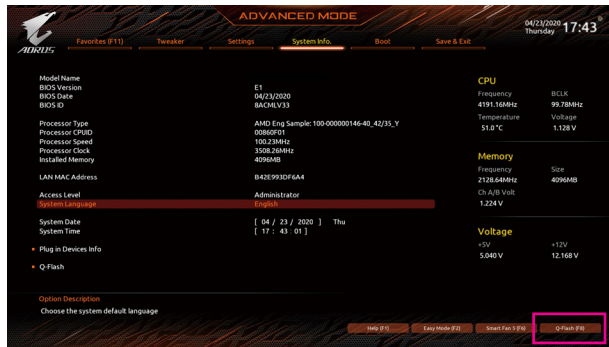 ADVANCED MODE
04/23/2020 Thursday 17:43
AORUS
Favorites (F11) Tweaker Settings System Info. Boot Save & Exit
Model Name
BIOS Version E1
BIOS Date 04/23/2020
BIOS ID 8ACMLV33
Processor Type AMD Eng Sample: 100-000000146-40_42/35_Y
Processor CPUID 00860F01
Processor Speed 100.23MHz
Processor Clock 3508.26MHz
Installed Memory 4096MB
LAN MAC Address B42E993DF6A4
Access Level Administrator
System Language English
System Date [ 04 / 23 / 2020 ] Thu
System Time [ 17 : 43 : 01 ]
Plug in Devices Info
Q-Flash
CPU
Frequency BCLK
4191.16MHz 99.78MHz
Temperature Voltage
51.0 °C 1.128 V
Memory
Frequency Size
2128.64MHz 4096MB
Ch A/B Volt
1.224 V
Voltage
+5V +12V
5.040 V 12.168 V
Option Description
Choose the system default language
Help (F1) Easy Mode (F2) Smart Fan 5 (F6) Q-Flash (F8)